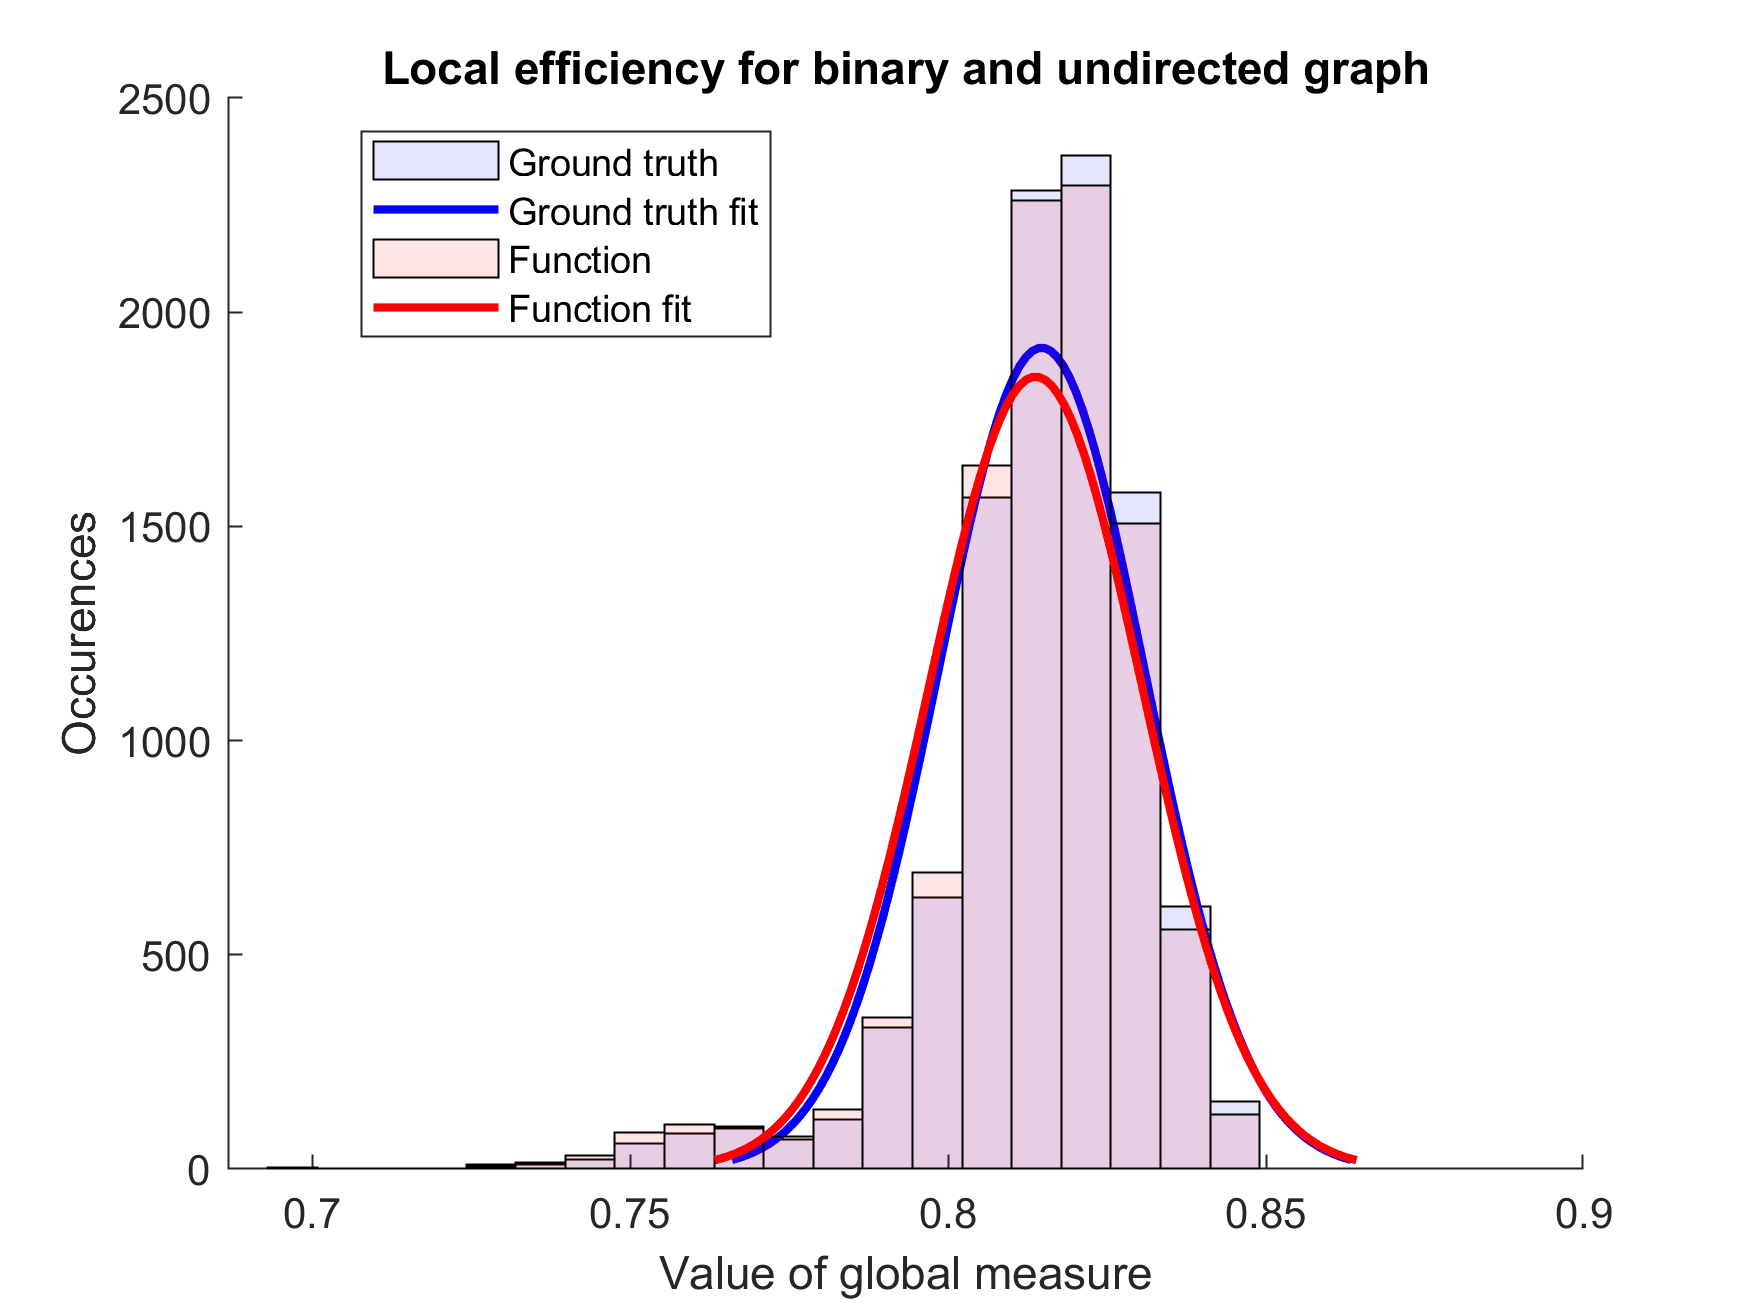 Local efficiency for binary and undirected graph
2500
2000
1500
1000
500
0
Occurences
Ground truth
Ground truth fit
Function
Function fit
0.7
0.75
0.8
0.85
0.9
Value of global measure